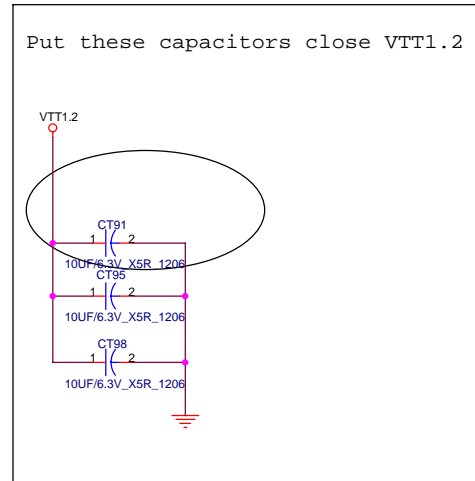 Put these capacitors close VTT1.2
VTT1.2
CT91
1 2
10UF/6.3V_X5R_1206
CT95
1 2
10UF/6.3V_X5R_1206
CT98
1 2
10UF/6.3V_X5R_1206